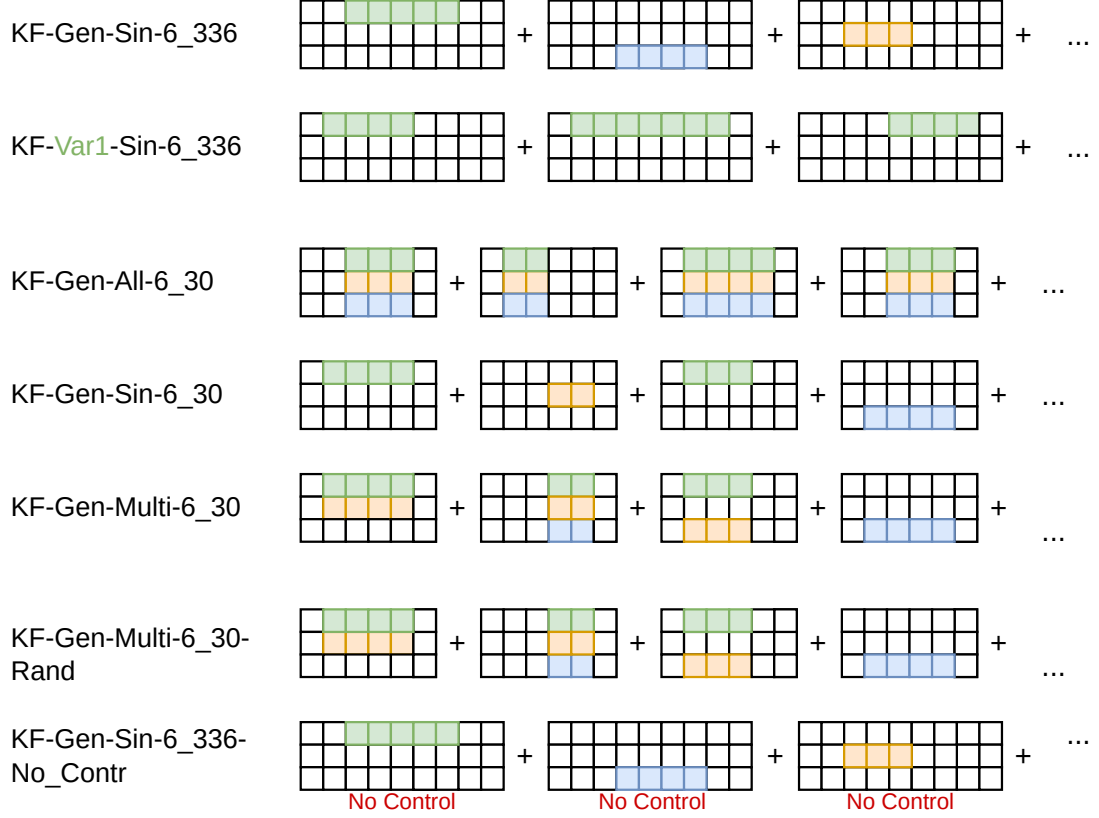 KF-Gen-Sin-6_336
+ + + ...
KF-Var1-Sin-6_336
+ + + ...
KF-Gen-All-6_30
+ + + + ...
KF-Gen-Sin-6_30
+ + + + ...
KF-Gen-Multi-6_30
+ + + + ...
KF-Gen-Multi-6_30-
Rand
+ + + + ...
KF-Gen-Sin-6_336-
No_Contr
+ + + ...
No Control No Control No Control